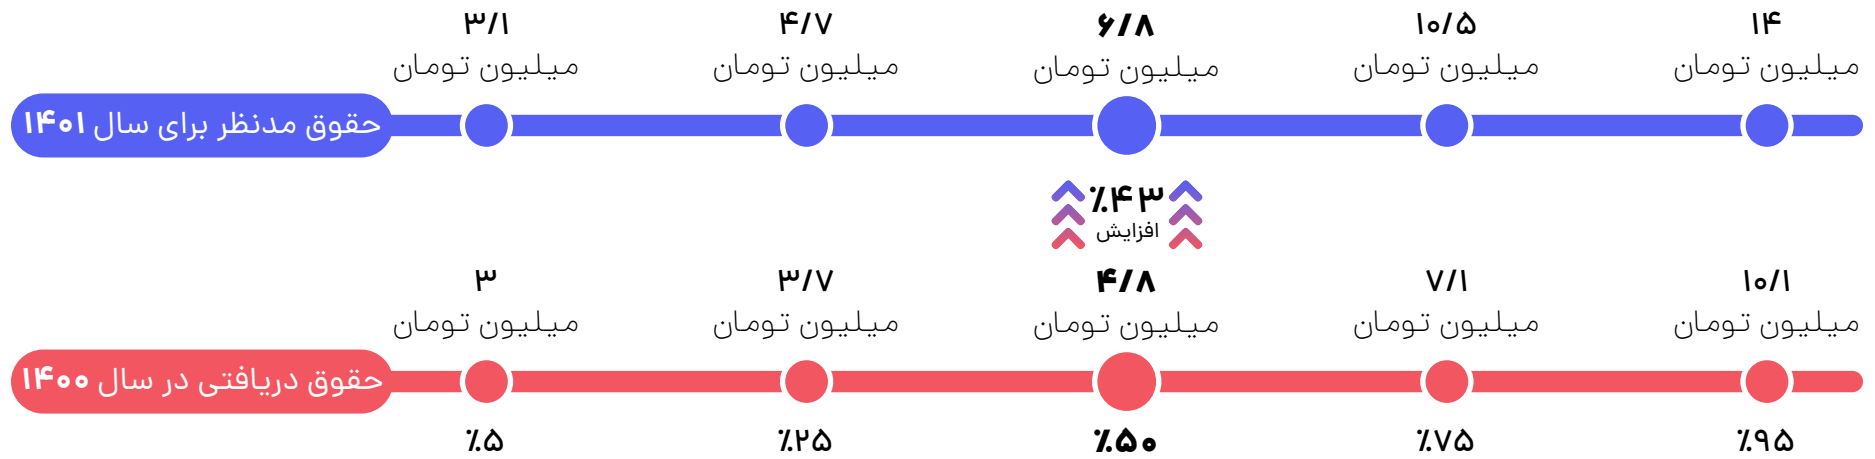 ۳/۱
میلیون تومان
۴/۷
میلیون تومان
۶/۸
میلیون تومان
۱۰/۵
میلیون تومان
۱۴
میلیون تومان
حقوق مدنظر برای سال ۱۴۰۱
٪۴۳
افزایش
۳
میلیون تومان
۳/۷
میلیون تومان
۴/۸
میلیون تومان
۷/۱
میلیون تومان
۱۰/۱
میلیون تومان
حقوق دریافتی در سال ۱۴۰۰
٪۵
٪۲۵
٪۵۰
٪۷۵
٪۹۵